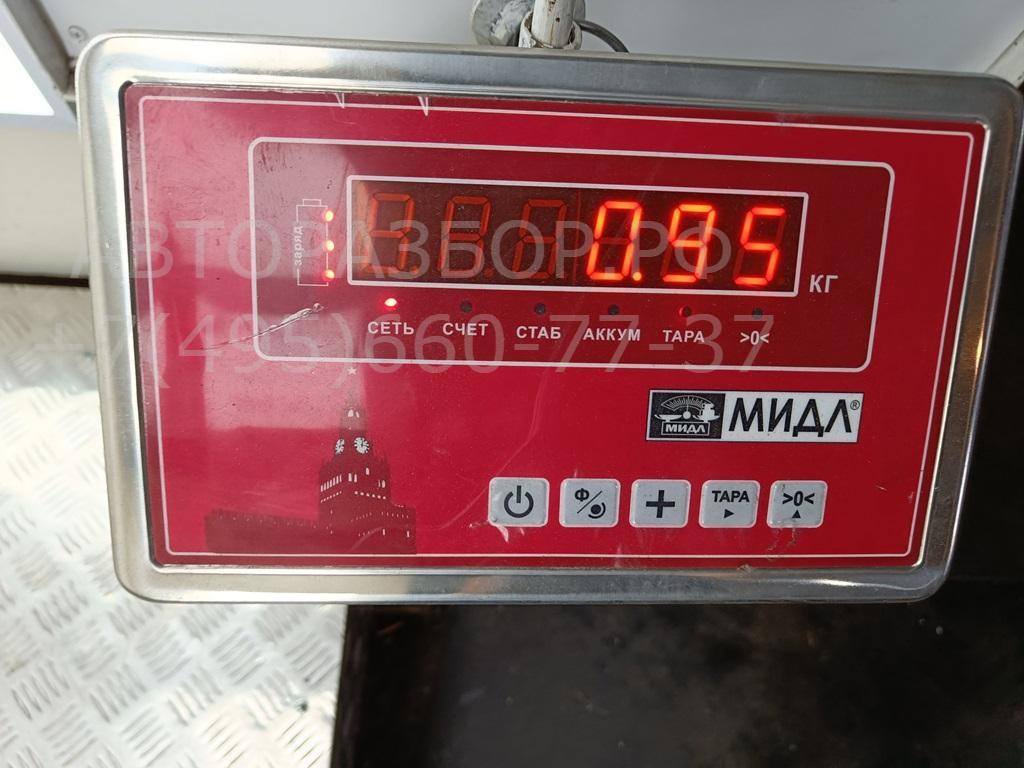 заряд
0.95
КГ
СЕТЬ СЧЕТ СТАБ АККУМ ТАРА >0<
АВТОРАЗБОР.РФ
7(495)660-77-37
МИДЛ МИДЛ®
Ф ТАРА >0<